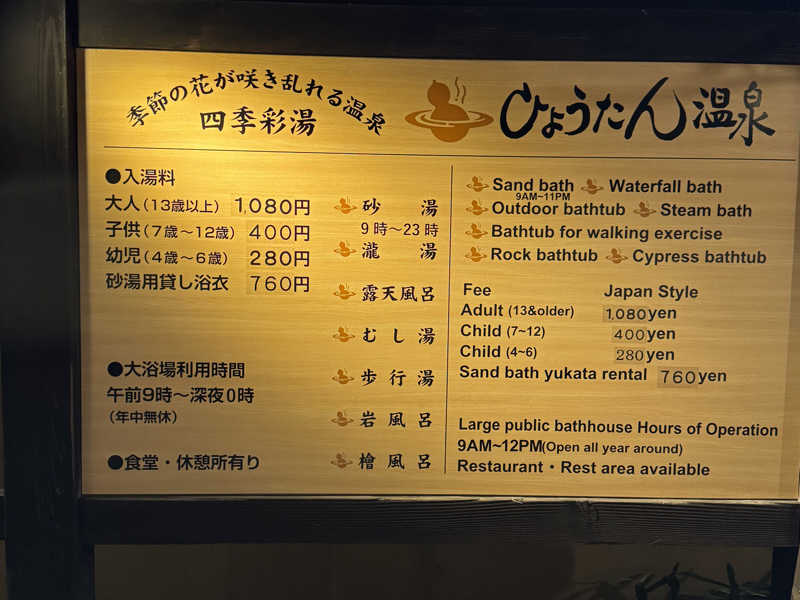 季節の花が咲き乱れる温泉
四季彩湯
ひょうたん温泉
●入湯料
大人(13歳以上) 1,080円
子供(7歳~12歳) 400円
幼児(4歳~6歳) 280円
砂湯用貸し浴衣 760円
●大浴場利用時間
午前9時~深夜0時
(年中無休)
●食堂・休憩所有り
砂湯
9時~23時
瀧湯
露天風呂
むし湯
歩行湯
岩風呂
檜風呂
Sand bath Waterfall bath
9AM~11PM
Outdoor bathtub Steam bath
Bathtub for walking exercise
Rock bathtub Cypress bathtub
Fee Japan Style
Adult (13&older) 1,080yen
Child (7~12) 400yen
Child (4~6) 280yen
Sand bath yukata rental 760yen
Large public bathhouse Hours of Operation
9AM~12PM(Open all year around)
Restaurant・Rest area available